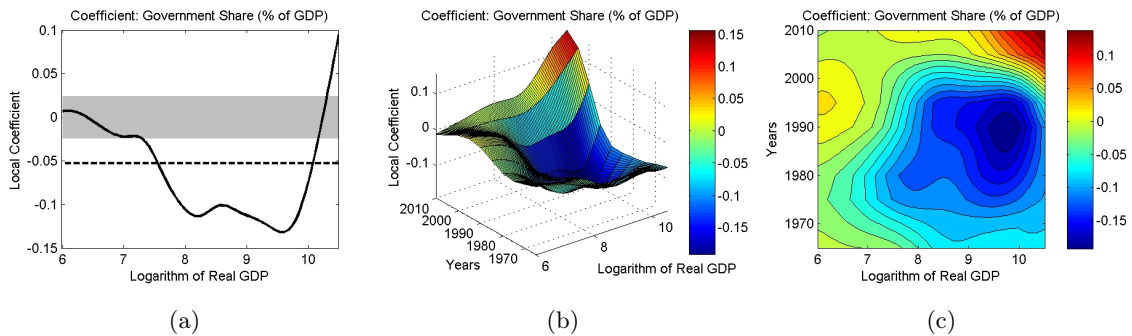 Coefficient: Government Share (% of GDP)
0.1
0.05
0
-0.05
-0.1
-0.15
Local Coefficient
6 7 8 9 10
Logarithm of Real GDP
(a)
Coefficient: Government Share (% of GDP)
0.1
0
-0.1
Local Coefficient
2010
2000
1990
1980
1970
Years
6 8 10
Logarithm of Real GDP
0.15
0.1
0.05
0
-0.05
-0.1
-0.15
(b)
Coefficient: Government Share (% of GDP)
2010
2000
1990
1980
1970
Years
6 7 8 9 10
Logarithm of Real GDP
0.1
0.05
0
-0.05
-0.1
-0.15
(c)